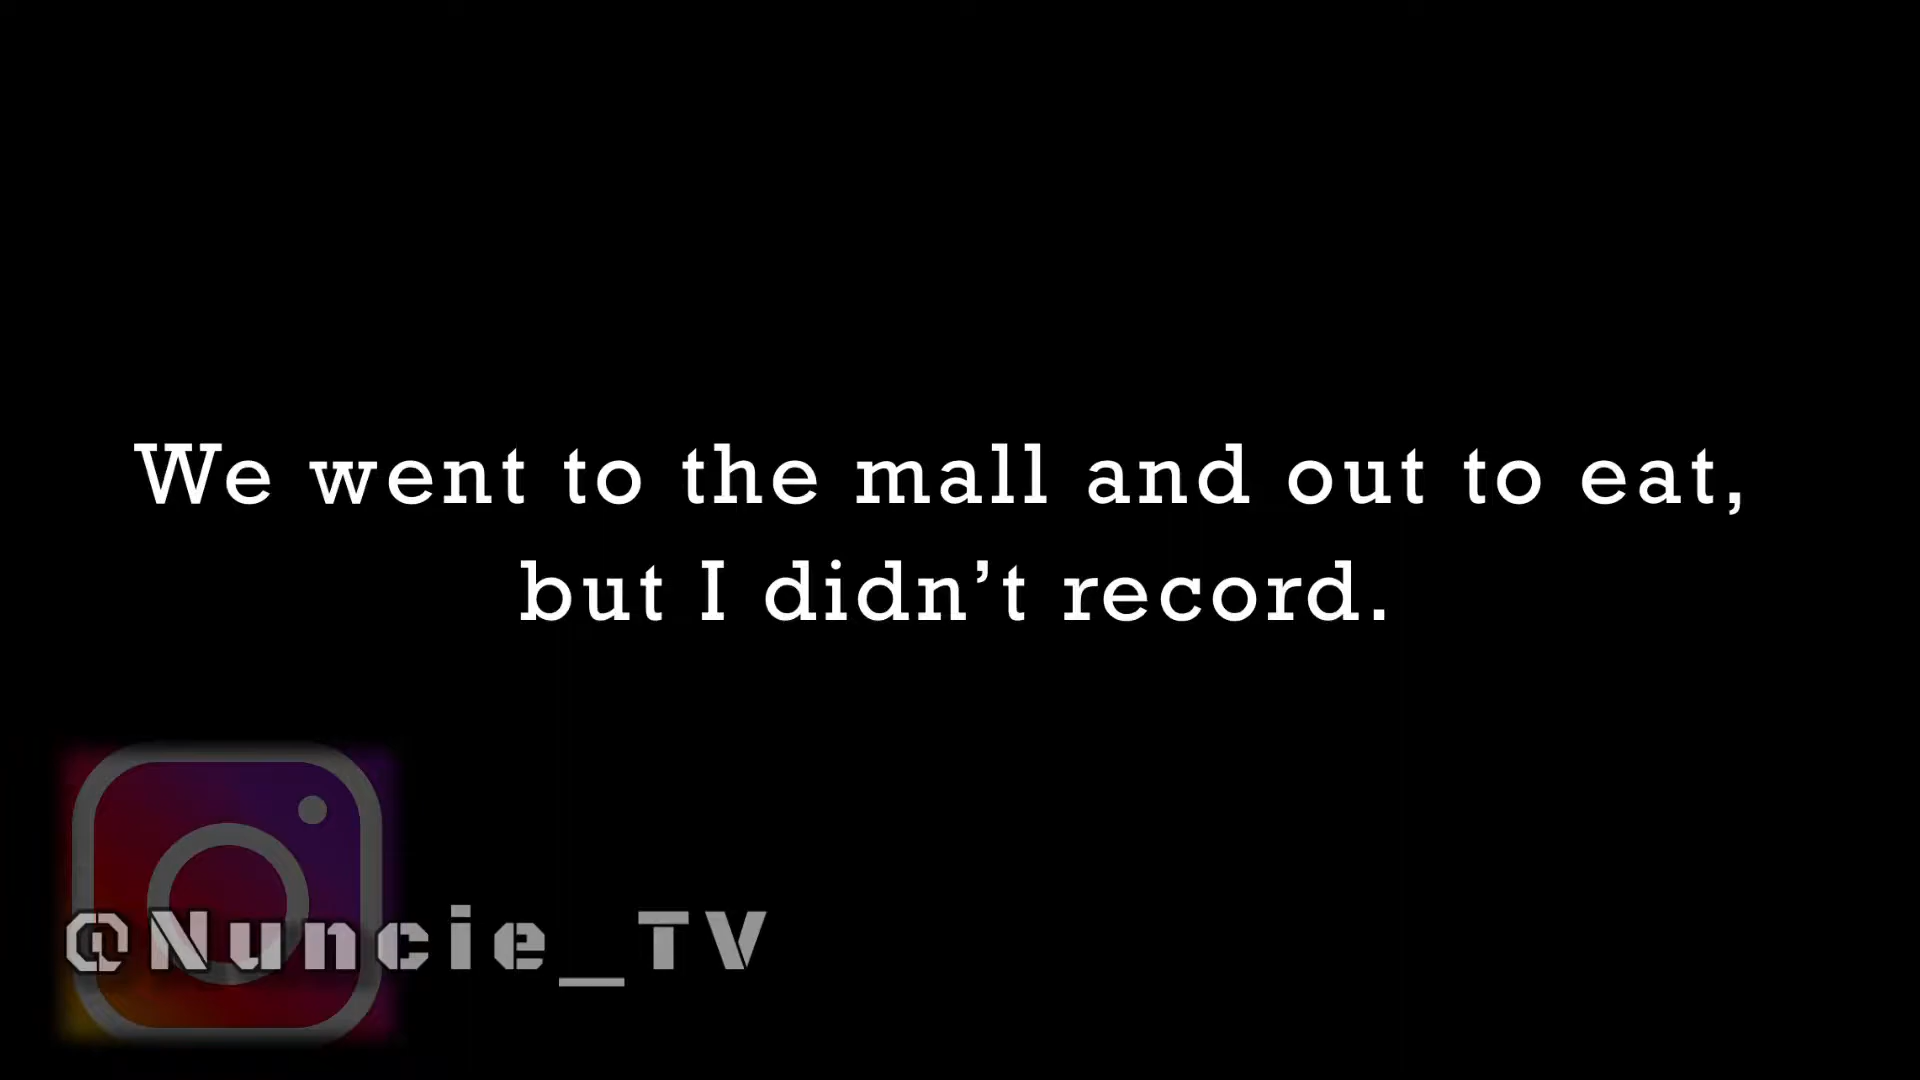 We went to the mall and out to eat,
but I didn’t record.
@Nuncie_TV